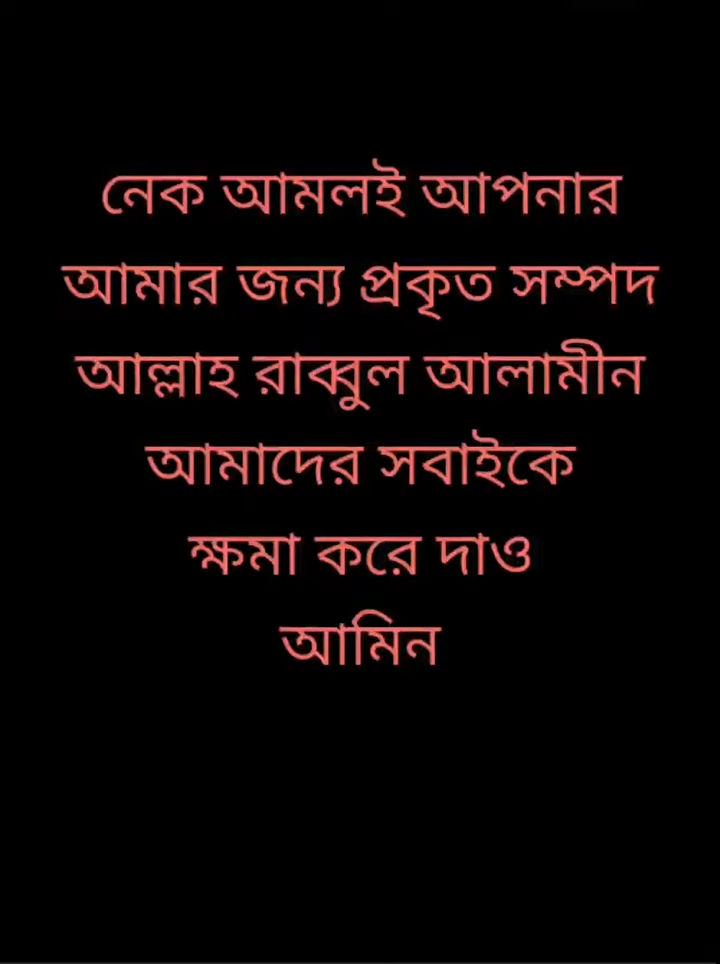 নেক আমলই আপনার
আমার জন্য প্রকৃত সম্পদ
আল্লাহ রাব্বুল আলামীন
আমাদের সবাইকে
ক্ষমা করে দাও
আমিন